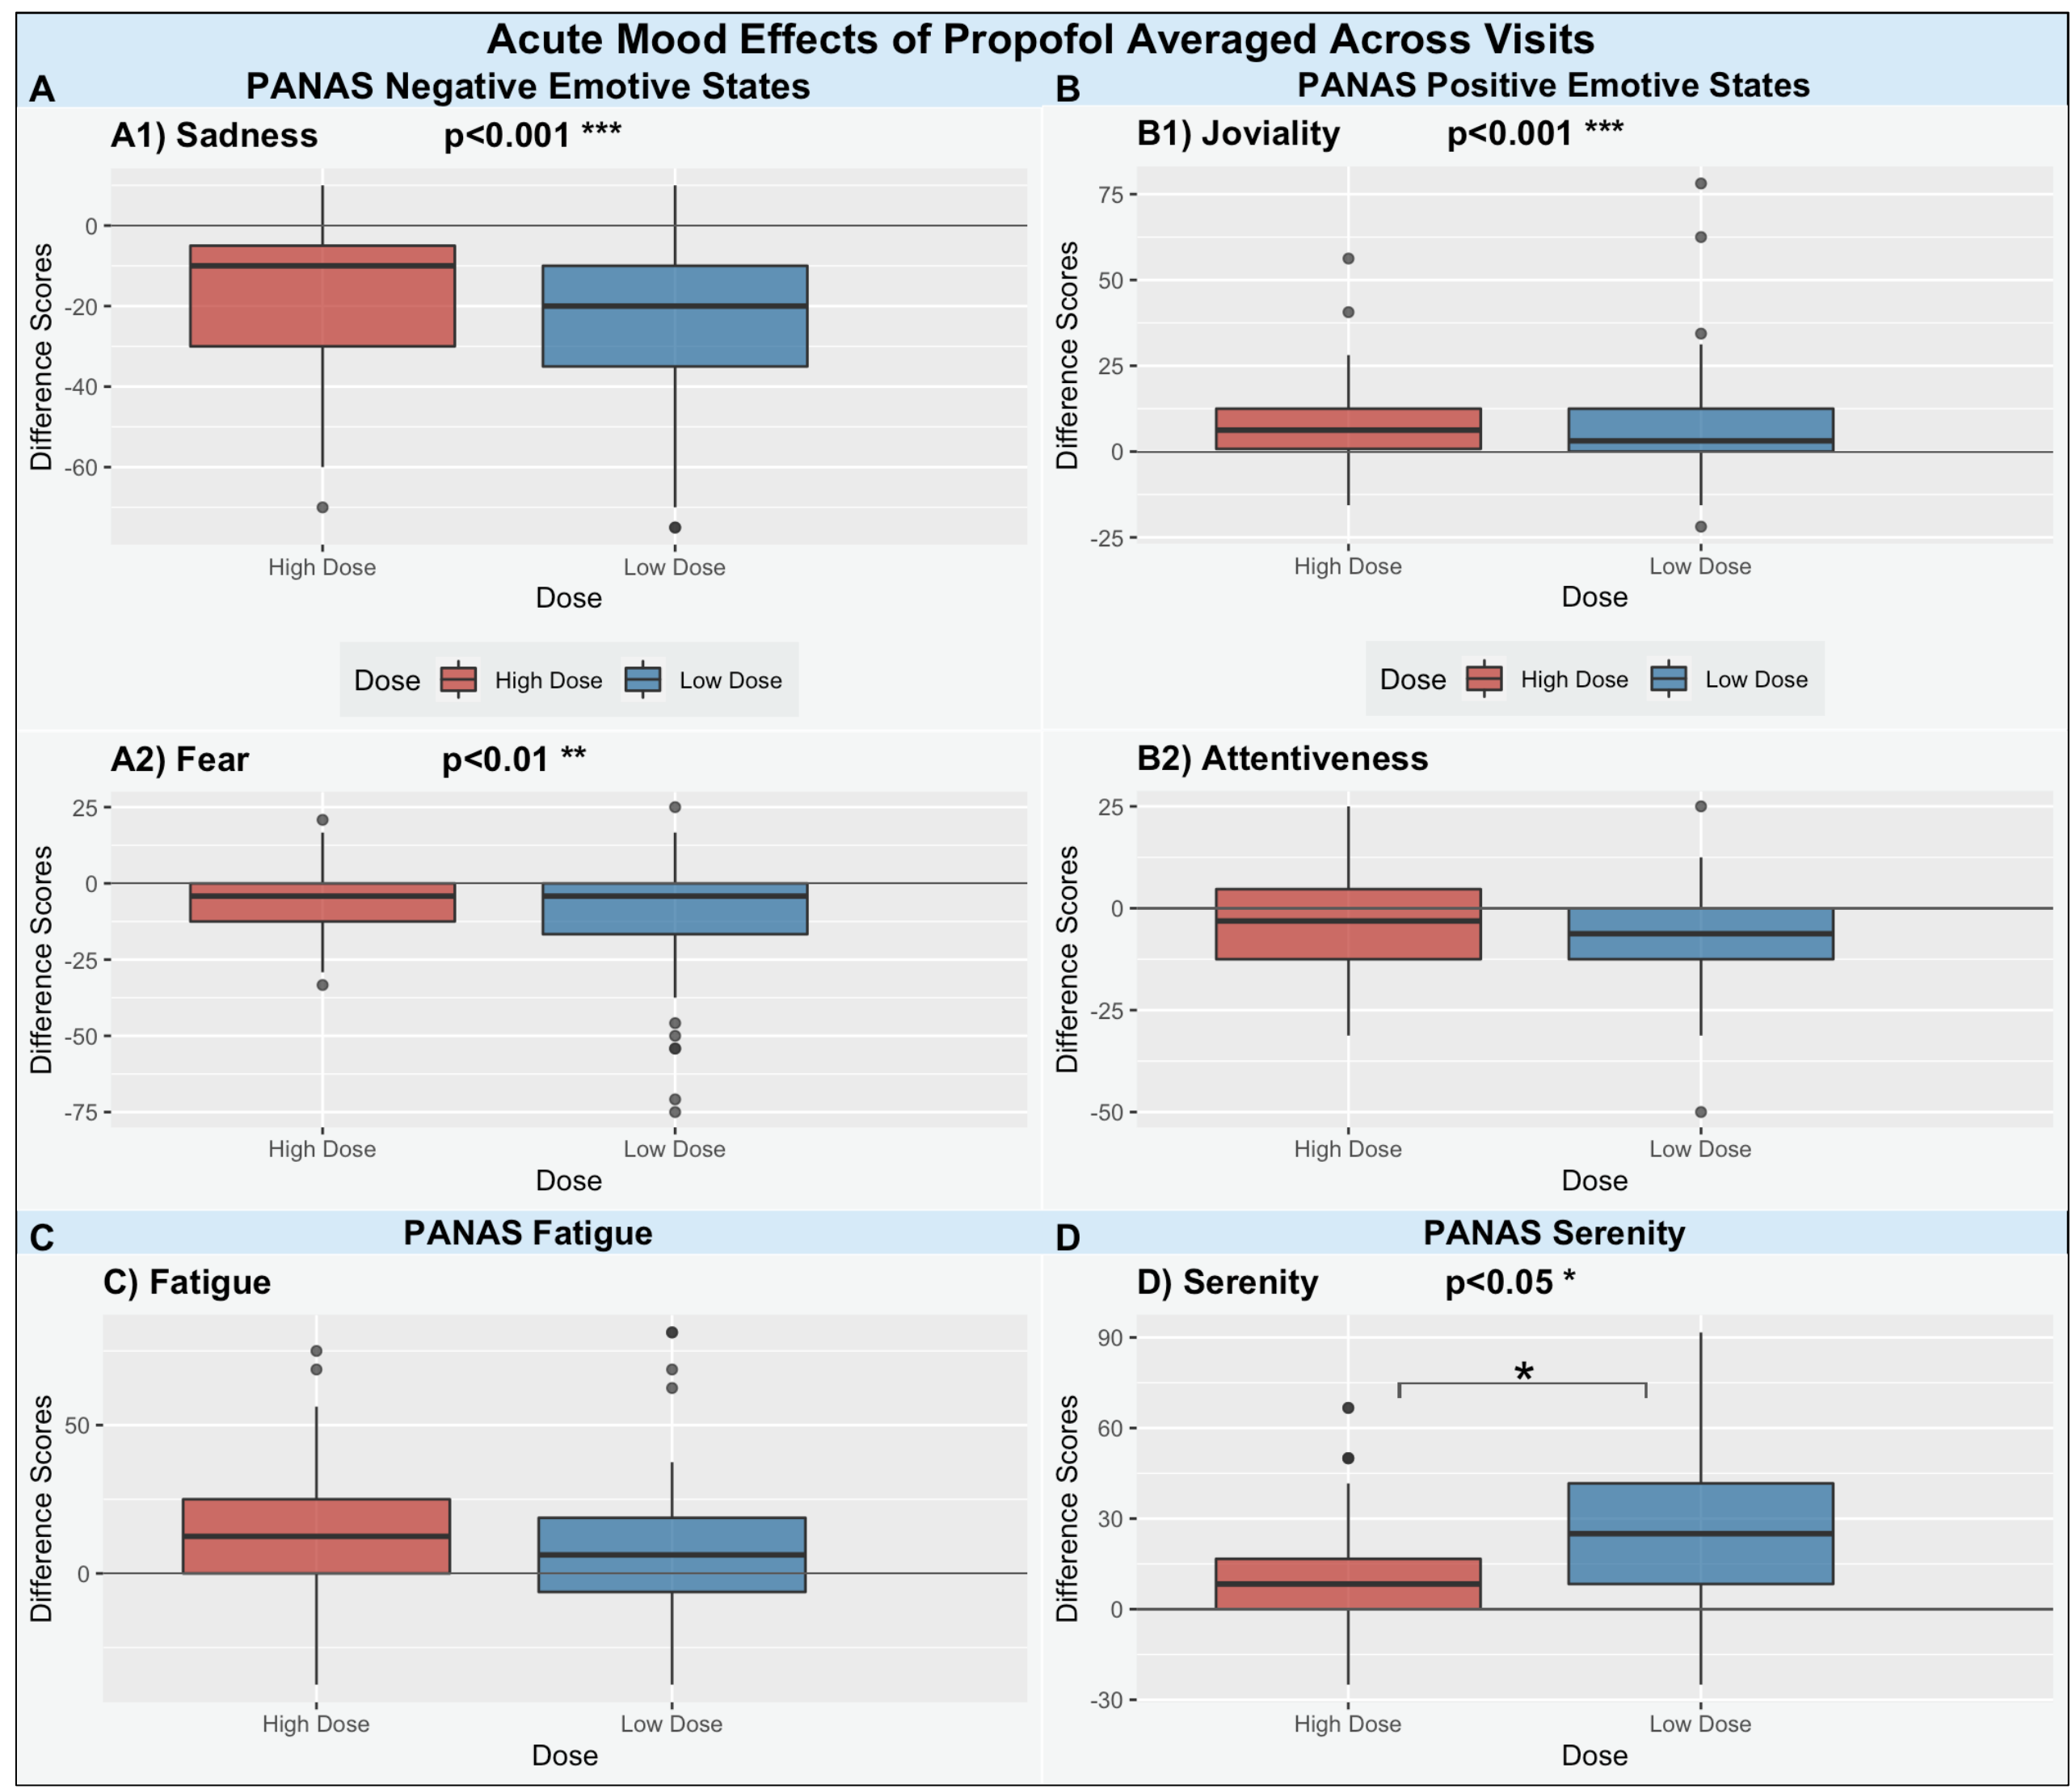 Acute Mood Effects of Propofol Averaged Across Visits
A PANAS Negative Emotive States
A1) Sadness p<0.001 ***
Difference Scores
0
-20
-40
-60
High Dose Low Dose
Dose
Dose High Dose Low Dose
A2) Fear p<0.01 **
Difference Scores
25
0
-25
-50
-75
High Dose Low Dose
Dose
B PANAS Positive Emotive States
B1) Joviality p<0.001 ***
Difference Scores
75
50
25
0
-25
High Dose Low Dose
Dose
Dose High Dose Low Dose
B2) Attentiveness
Difference Scores
25
0
-25
-50
High Dose Low Dose
Dose
C PANAS Fatigue
C) Fatigue
Difference Scores
50
0
High Dose Low Dose
Dose
D PANAS Serenity
D) Serenity p<0.05 *
*
Difference Scores
90
60
30
0
-30
High Dose Low Dose
Dose